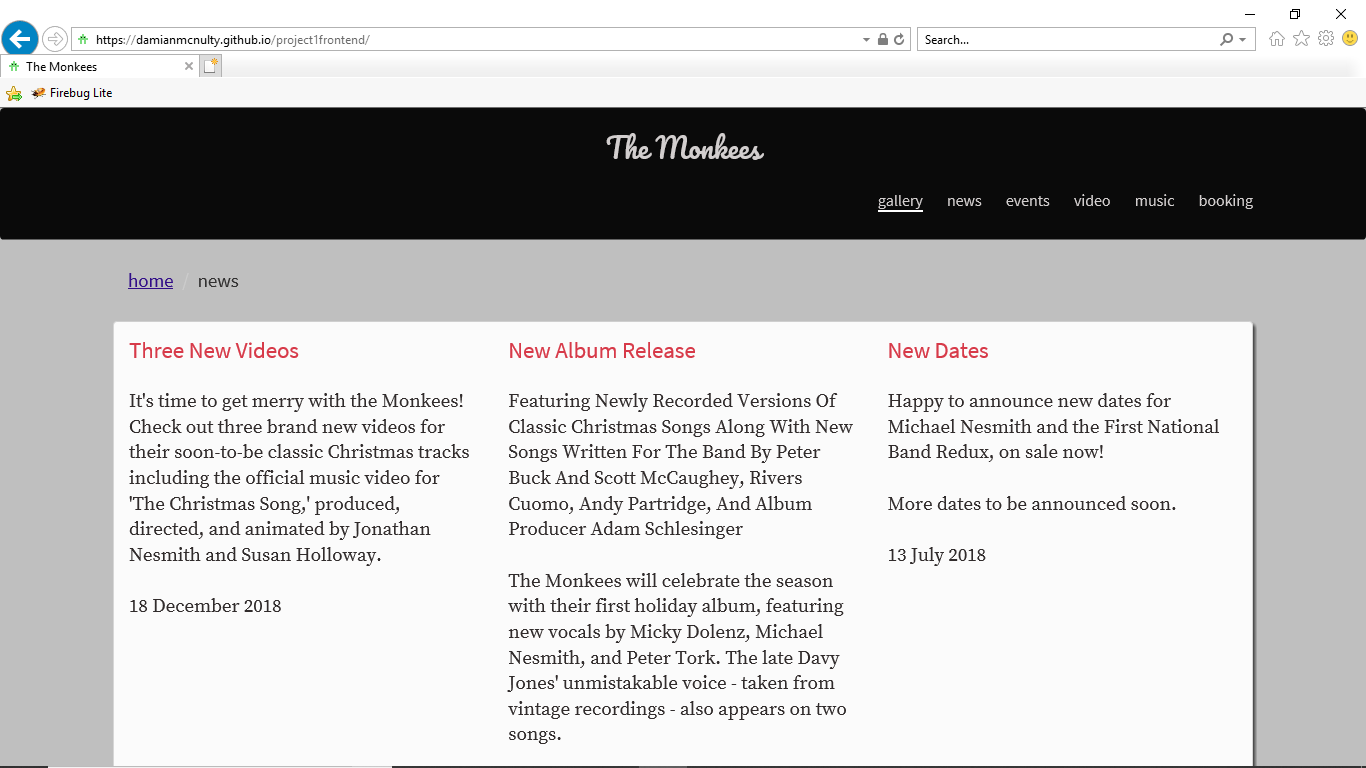 https://damianmcnulty.github.io/project1frontend/
Search...
The Monkees
Firebug Lite
The Monkees
gallery news events video music booking
home / news
Three New Videos
It's time to get merry with the Monkees!
Check out three brand new videos for
their soon-to-be classic Christmas tracks
including the official music video for
'The Christmas Song,' produced,
directed, and animated by Jonathan
Nesmith and Susan Holloway.
18 December 2018
New Album Release
Featuring Newly Recorded Versions Of
Classic Christmas Songs Along With New
Songs Written For The Band By Peter
Buck And Scott McCaughey, Rivers
Cuomo, Andy Partridge, And Album
Producer Adam Schlesinger
The Monkees will celebrate the season
with their first holiday album, featuring
new vocals by Micky Dolenz, Michael
Nesmith, and Peter Tork. The late Davy
Jones' unmistakable voice - taken from
vintage recordings - also appears on two
songs.
New Dates
Happy to announce new dates for
Michael Nesmith and the First National
Band Redux, on sale now!
More dates to be announced soon.
13 July 2018